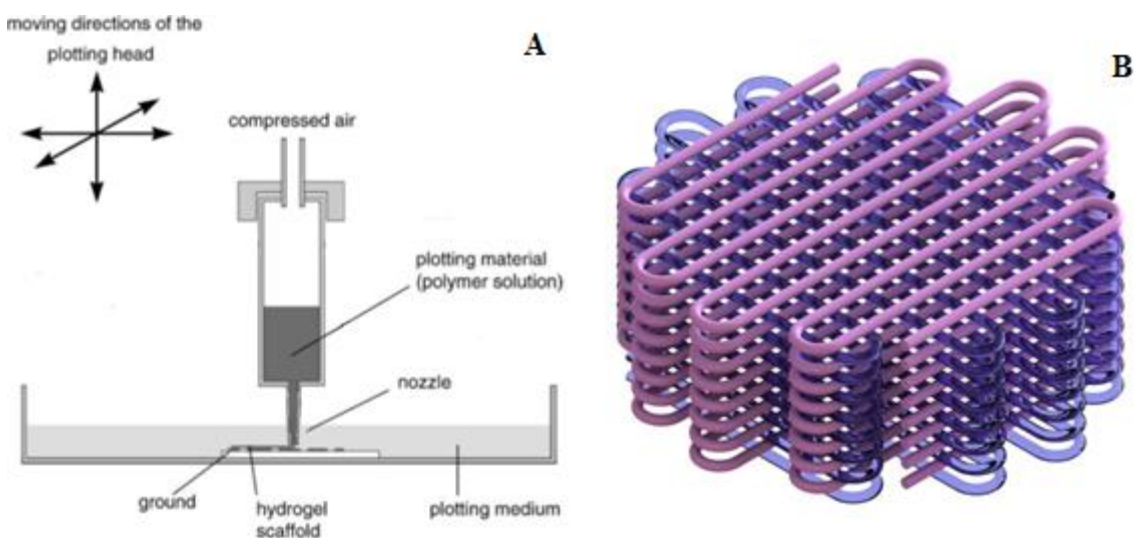 moving directions of the
plotting head
A
B
compressed air
plotting material
(polymer solution)
nozzle
ground
hydrogel
scaffold
plotting medium